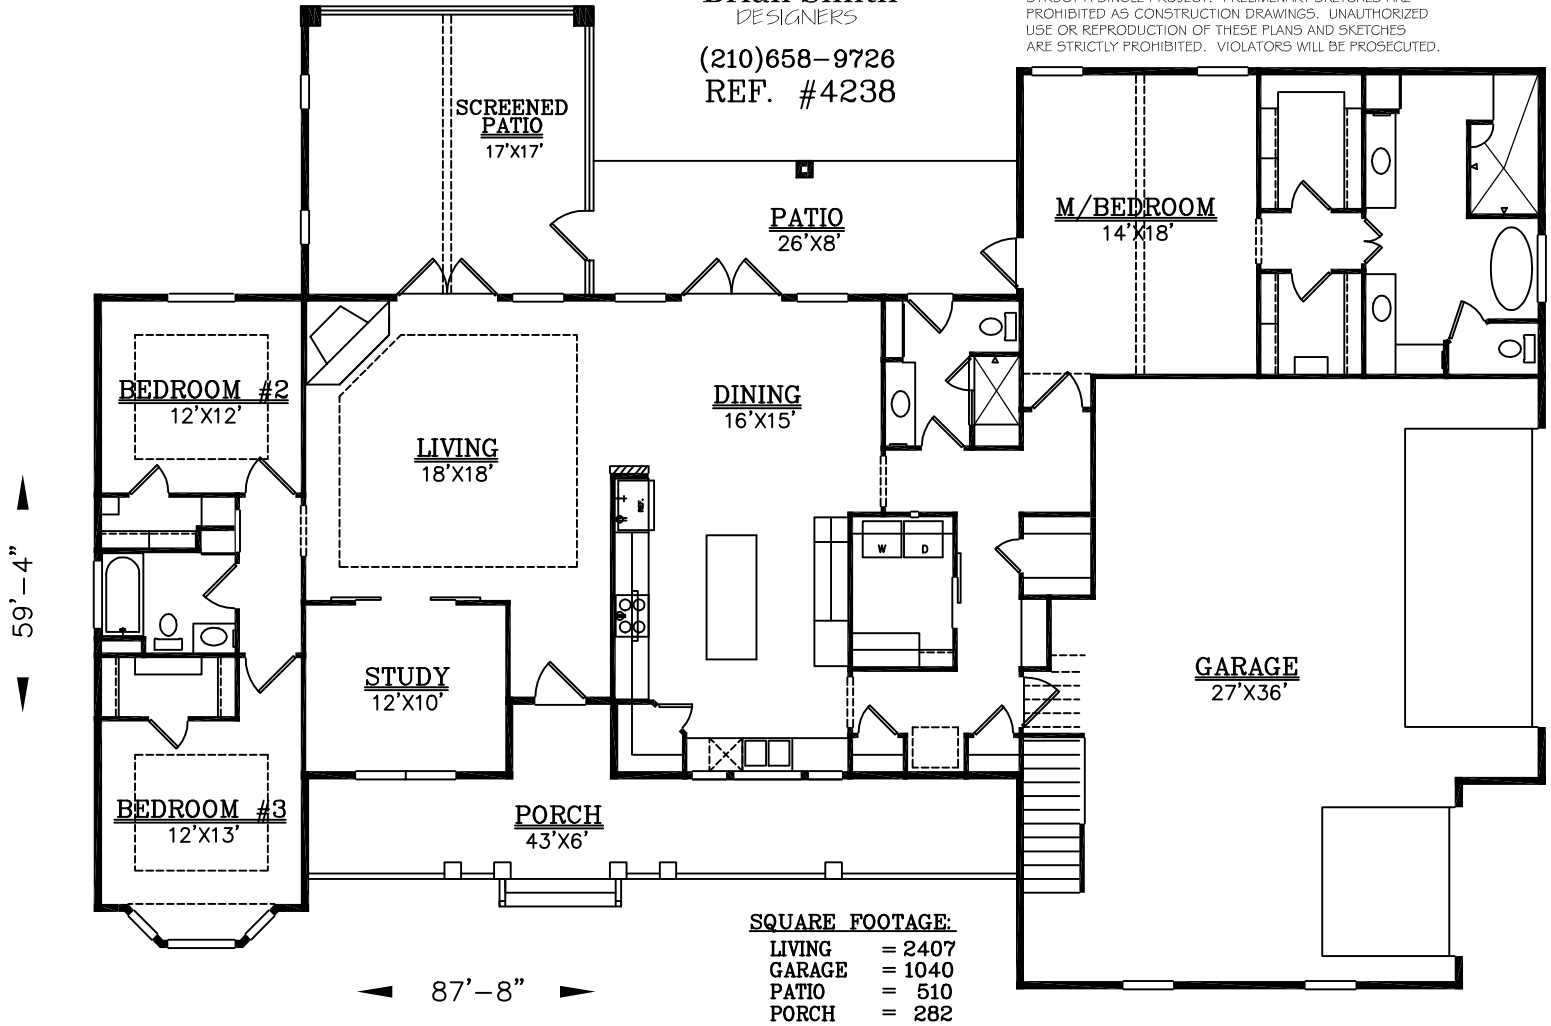 Brian Smith
DESIGNERS
(210)658-9726
REF. #4238
PROHIBITED AS CONSTRUCTION DRAWINGS. UNAUTHORIZED
USE OR REPRODUCTION OF THESE PLANS AND SKETCHES
ARE STRICTLY PROHIBITED. VIOLATORS WILL BE PROSECUTED.
SCREENED
PATIO
17'X17'
PATIO
26'X8'
M/BEDROOM
14'X18'
BEDROOM #2
12'X12'
LIVING
18'X18'
DINING
16'X15'
REF.
W
D
59'-4"
STUDY
12'X10'
GARAGE
27'X36'
BEDROOM #3
12'X13'
PORCH
43'X6'
SQUARE FOOTAGE:
LIVING = 2407
GARAGE = 1040
PATIO = 510
PORCH = 282
87'-8"